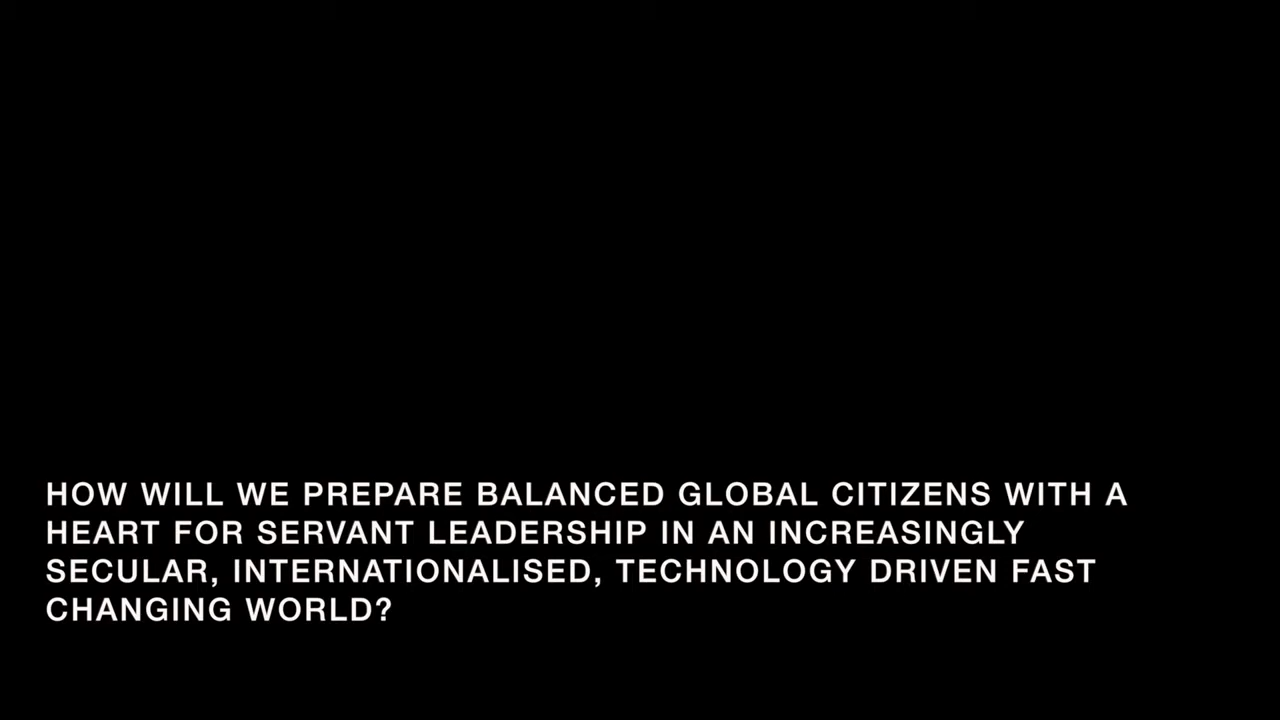 HOW WILL WE PREPARE BALANCED GLOBAL CITIZENS WITH A
HEART FOR SERVANT LEADERSHIP IN AN INCREASINGLY
SECULAR, INTERNATIONALISED, TECHNOLOGY DRIVEN FAST
CHANGING WORLD?